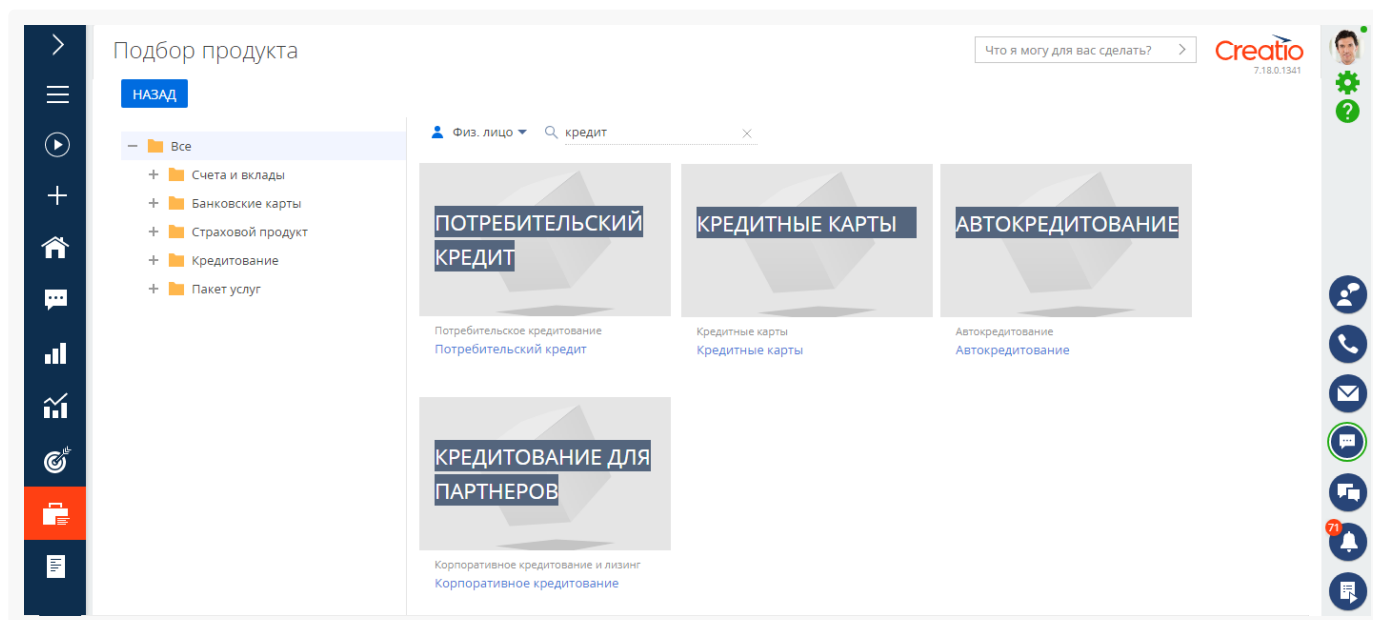 Подбор продукта
Что я могу для вас сделать?
Creatio
7.18.0.1341
НАЗАД
Все
Счета и вклады
Банковские карты
Страховой продукт
Кредитование
Пакет услуг
Физ. лицо
кредит
ПОТРЕБИТЕЛЬСКИЙ
КРЕДИТ
Потребительское кредитование
Потребительский кредит
КРЕДИТНЫЕ КАРТЫ
Кредитные карты
Кредитные карты
АВТОКРЕДИТОВАНИЕ
Автокредитование
Автокредитование
КРЕДИТОВАНИЕ ДЛЯ
ПАРТНЕРОВ
Корпоративное кредитование и лизинг
Корпоративное кредитование
71